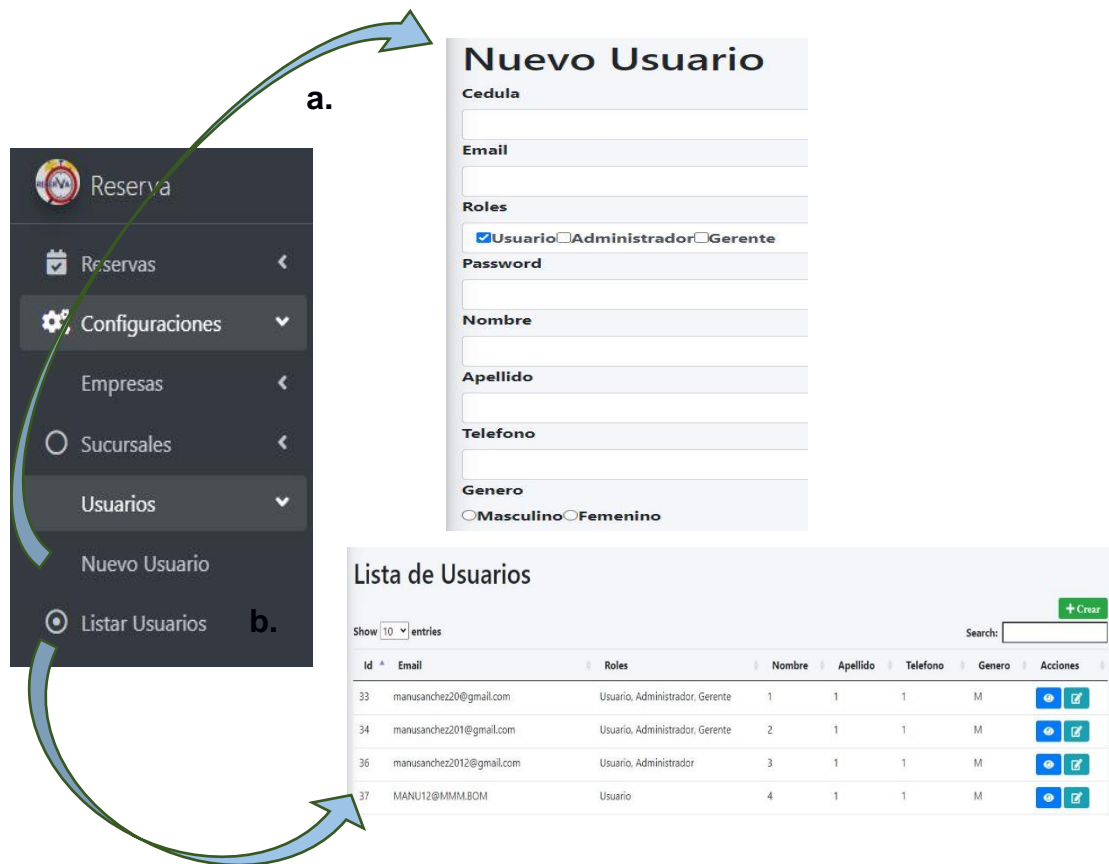 a.
Nuevo Usuario
Cedula
Email
Roles
Usuario Administrador Gerente
Password
Nombre
Apellido
Telefono
Genero
Masculino Femenino
RESERVA
Reserva
Reservas
Configuraciones
Empresas
Sucursales
Usuarios
Nuevo Usuario
Listar Usuarios
b.
Lista de Usuarios
+ Crear
Show 10 entries Search:
Id Email Roles Nombre Apellido Telefono Genero Acciones
33 manusanchez20@gmail.com Usuario, Administrador, Gerente 1 1 1 M
34 manusanchez201@gmail.com Usuario, Administrador, Gerente 2 1 1 M
36 manusanchez2012@gmail.com Usuario, Administrador 3 1 1 M
37 MANU12@MMM.BOM Usuario 4 1 1 M